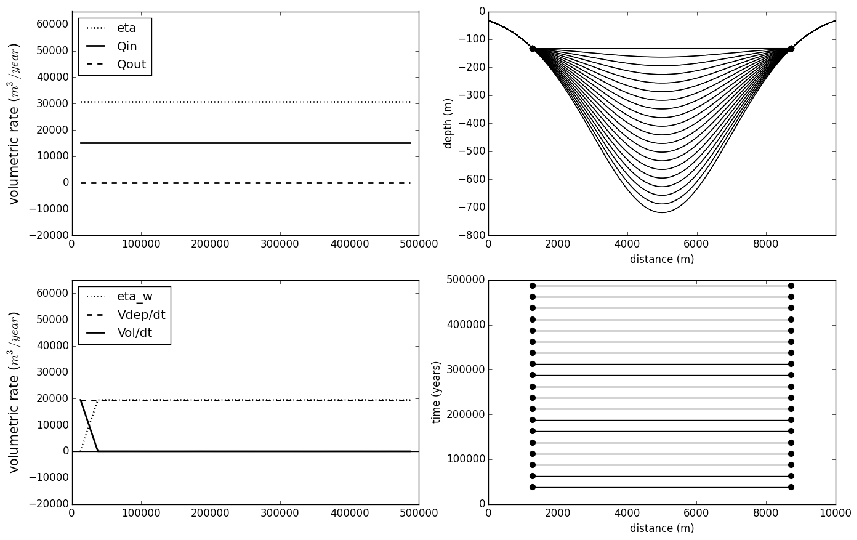 60000
50000
40000
30000
20000
10000
0
−10000
−20000
volumetric rate (m³/year)
eta
Qin
Qout
0 100000 200000 300000 400000 500000
0
−100
−200
−300
−400
−500
−600
−700
−800
depth (m)
0 2000 4000 6000 8000
distance (m)
60000
50000
40000
30000
20000
10000
0
−10000
−20000
volumetric rate (m³/year)
eta_w
Vdep/dt
Vol/dt
0 100000 200000 300000 400000 500000
500000
400000
300000
200000
100000
0
time (years)
0 2000 4000 6000 8000 10000
distance (m)